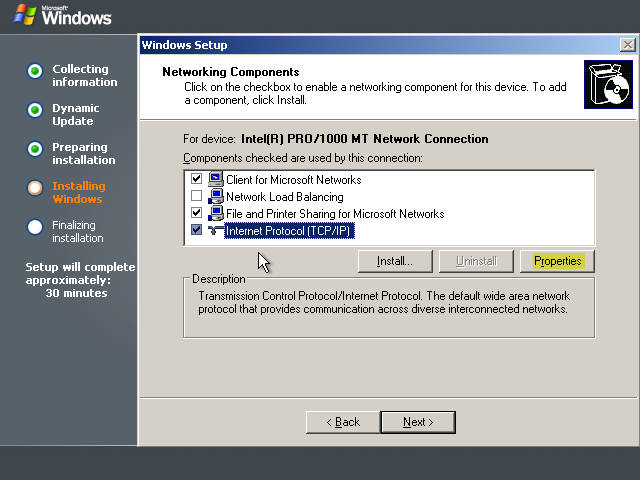 Microsoft
Windows
Collecting
information
Dynamic
Update
Preparing
installation
Installing
Windows
Finalizing
installation
Setup will complete
approximately:
30 minutes
Windows Setup
Networking Components
Click on the checkbox to enable a networking component for this device. To add
a component, click Install.
For device: Intel(R) PRO/1000 MT Network Connection
Components checked are used by this connection:
Client for Microsoft Networks
Network Load Balancing
File and Printer Sharing for Microsoft Networks
Internet Protocol (TCP/IP)
Install... Uninstall Properties
Description
Transmission Control Protocol/Internet Protocol. The default wide area network
protocol that provides communication across diverse interconnected networks.
< Back Next >